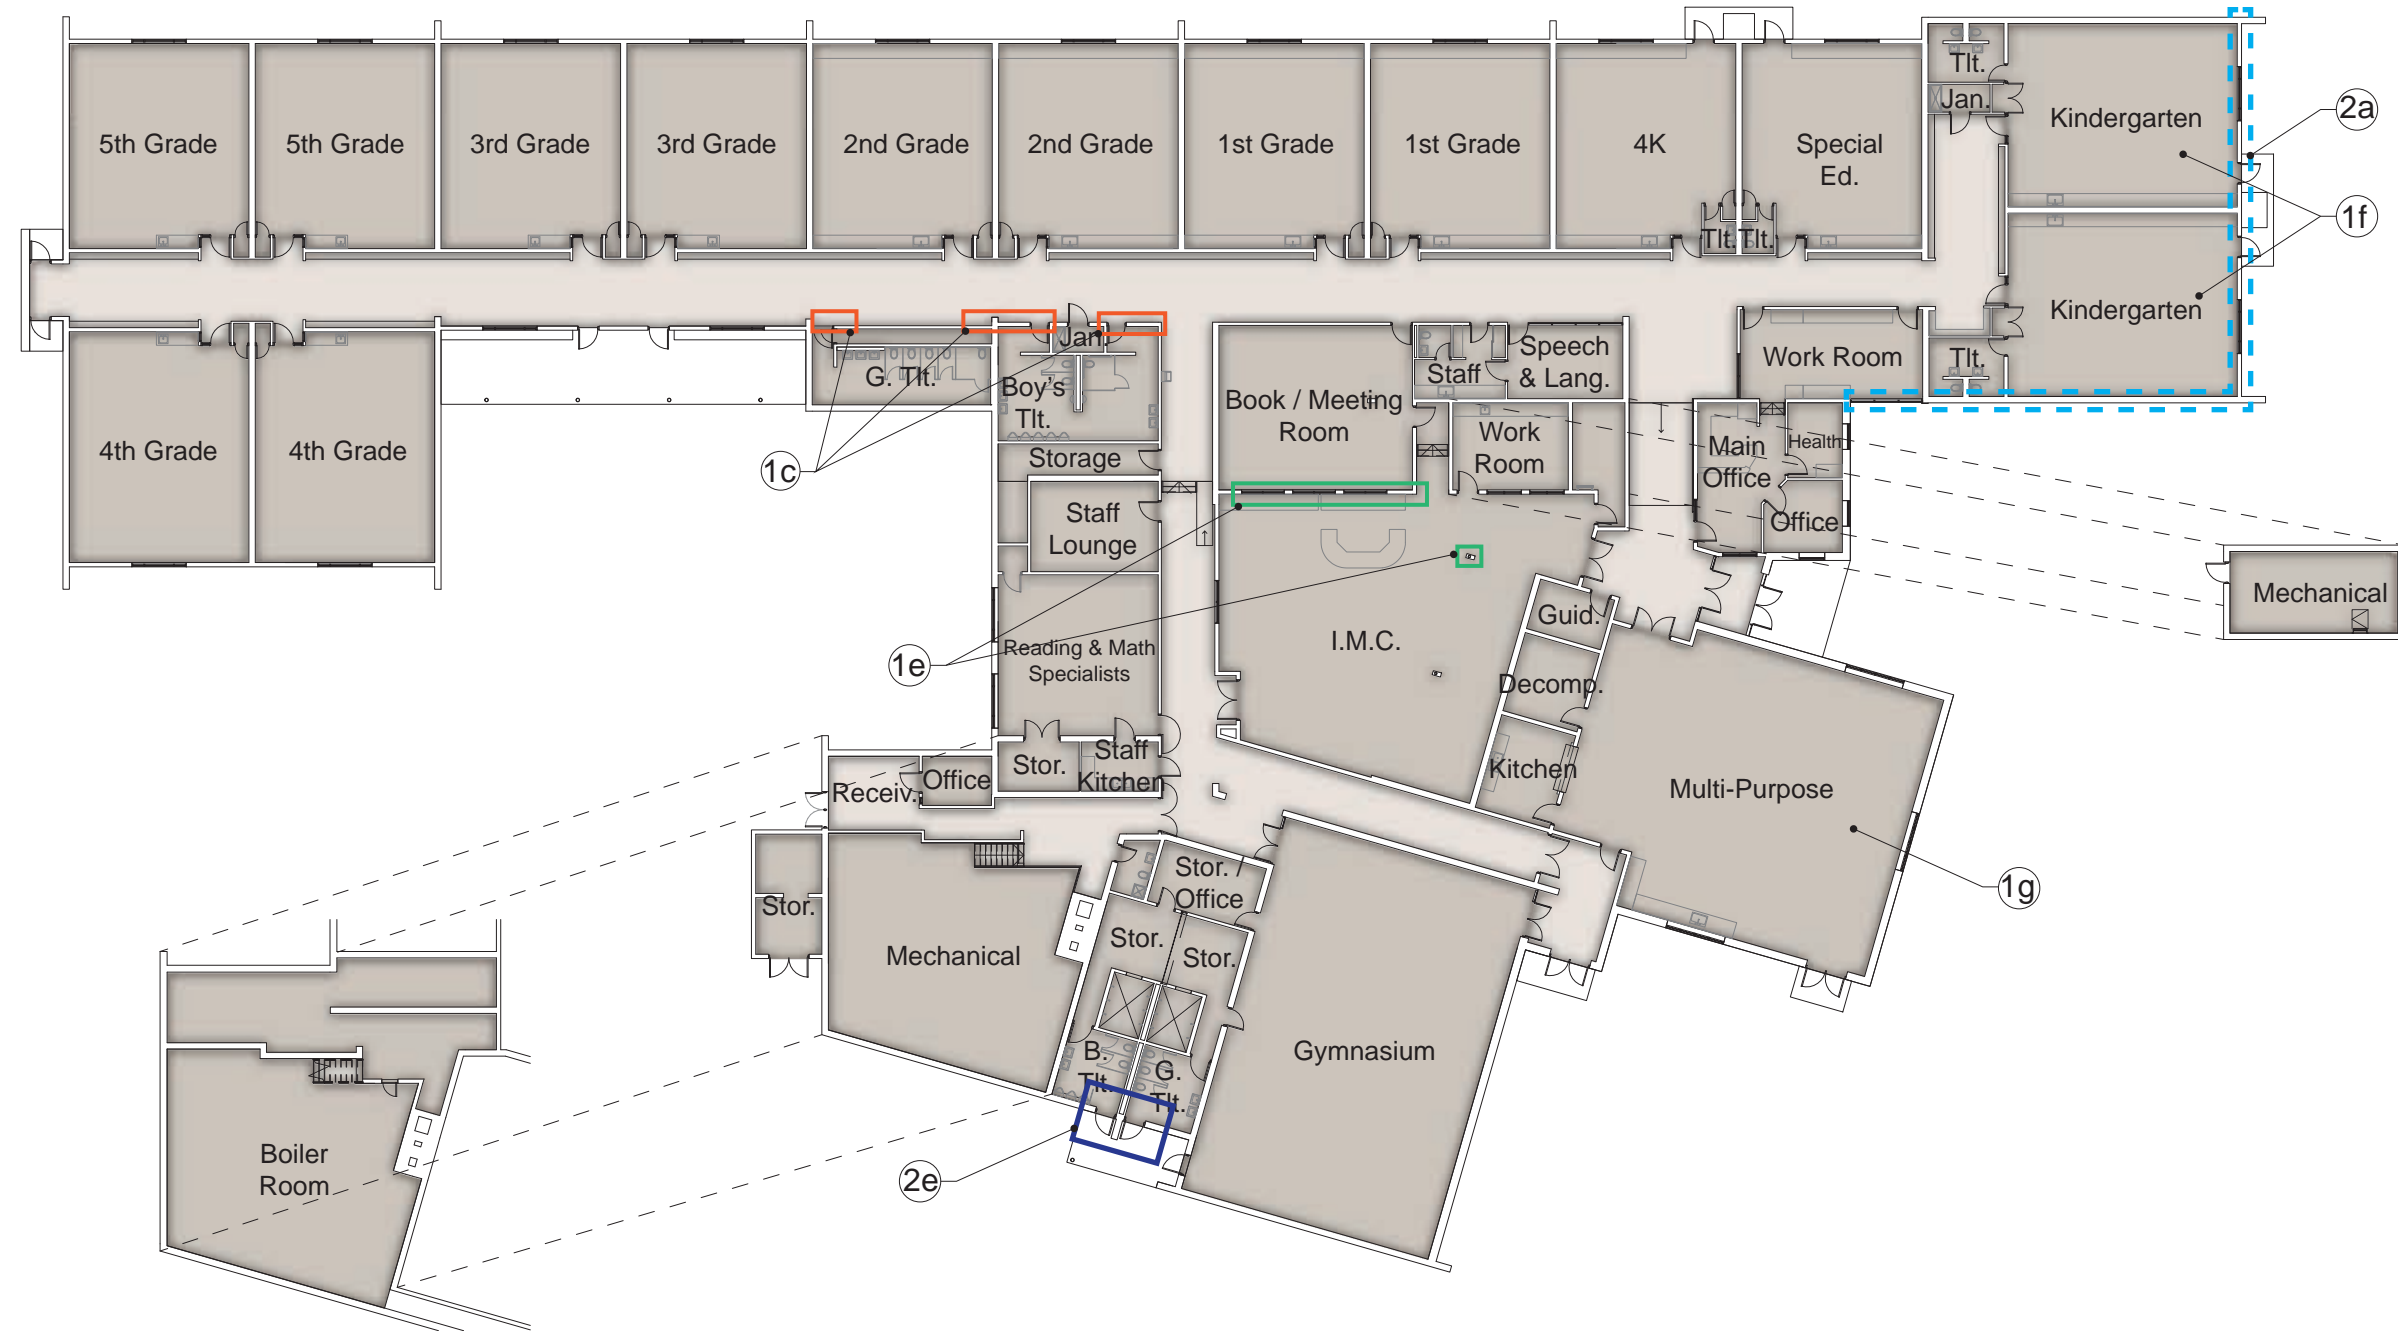 5th Grade
5th Grade
3rd Grade
3rd Grade
2nd Grade
2nd Grade
1st Grade
1st Grade
4K
Special
Ed.
Tlt.
Jan.
Kindergarten
2a
1f
Tlt.
Tlt.
Kindergarten
4th Grade
4th Grade
1c
G. Tlt.
Jan.
Boy's
Tlt.
Storage
Staff
Lounge
Book / Meeting
Room
Staff
Speech
& Lang.
Work
Room
Work Room
Tlt.
Main
Office
Health
Office
Mechanical
1e
Reading & Math
Specialists
I.M.C.
Guid.
Decomp.
Kitchen
Multi-Purpose
1g
Receiv.
Office
Stor.
Staff
Kitchen
Stor.
Mechanical
Stor. /
Office
Stor.
Stor.
B.
Tlt.
G.
Tlt.
Gymnasium
2e
Boiler
Room